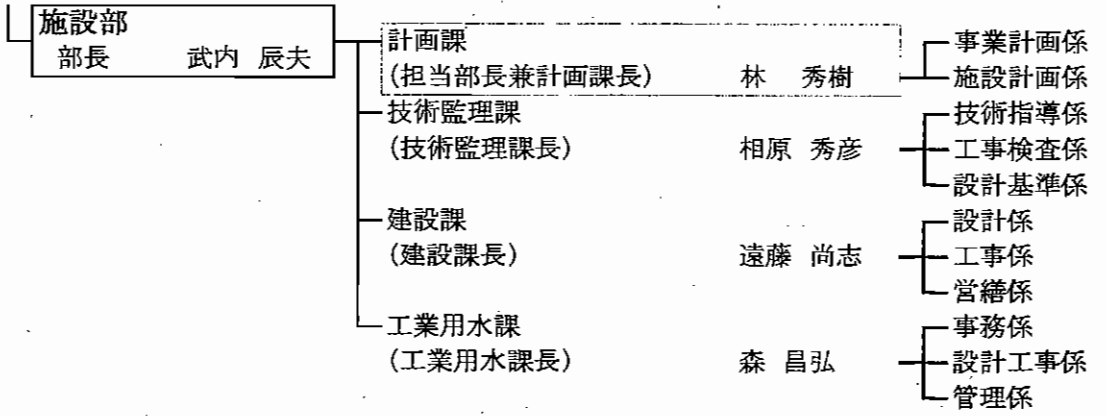 施設部
部長 武内 辰夫
計画課
(担当部長兼計画課長) 林 秀樹
事業計画係
施設計画係
技術監理課
(技術監理課長) 相原 秀彦
技術指導係
工事検査係
設計基準係
建設課
(建設課長) 遠藤 尚志
設計係
工事係
営繕係
工業用水課
(工業用水課長) 森 昌弘
事務係
設計工事係
管理係